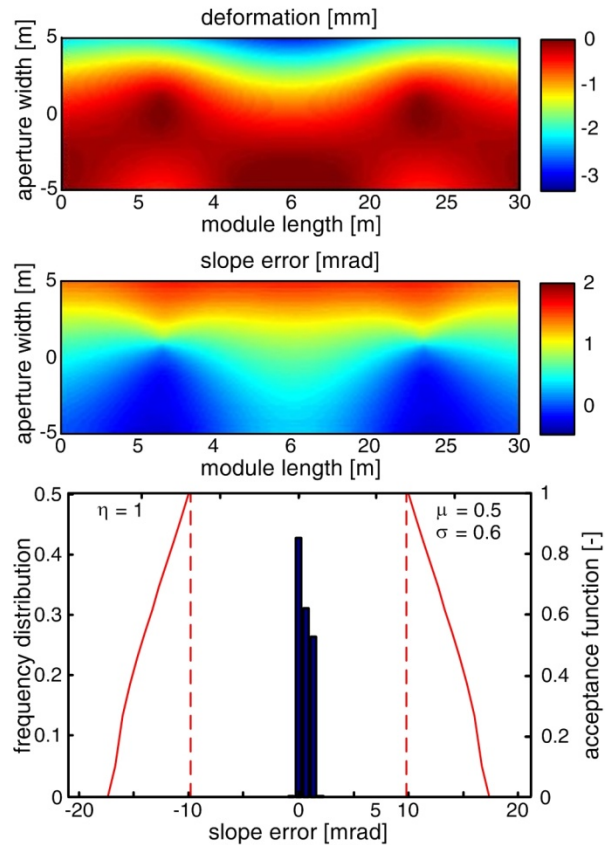 deformation [mm]
aperture width [m]
5
0
-5
0 5 4 6 20 25 30
module length [m]
0
-1
-2
-3
slope error [mrad]
aperture width [m]
5
0
-5
0 5 4 6 20 25 30
module length [m]
2
1
0
frequency distribution
0.5
0.4
0.3
0.2
0.1
0
η = 1
μ = 0.5
σ = 0.6
1
0.8
0.6
0.4
0.2
0
acceptance function [-]
-20 -10 0 5 10 20
slope error [mrad]